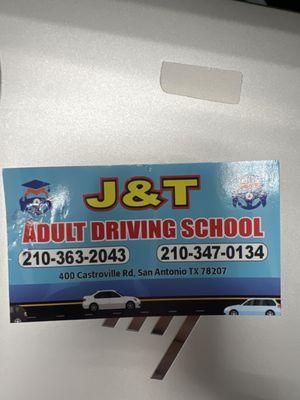 J&T
ADULT DRIVING SCHOOL
210-363-2043 210-347-0134
400 Castroville Rd, San Antonio TX 78207